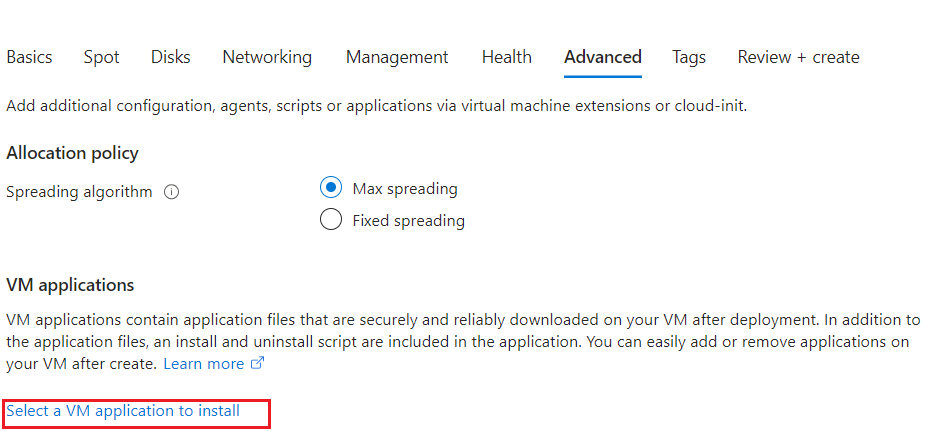 Basics Spot Disks Networking Management Health Advanced Tags Review + create
Add additional configuration, agents, scripts or applications via virtual machine extensions or cloud-init.
Allocation policy
Spreading algorithm
Max spreading
Fixed spreading
VM applications
VM applications contain application files that are securely and reliably downloaded on your VM after deployment. In addition to
the application files, an install and uninstall script are included in the application. You can easily add or remove applications on
your VM after create. Learn more
Select a VM application to install